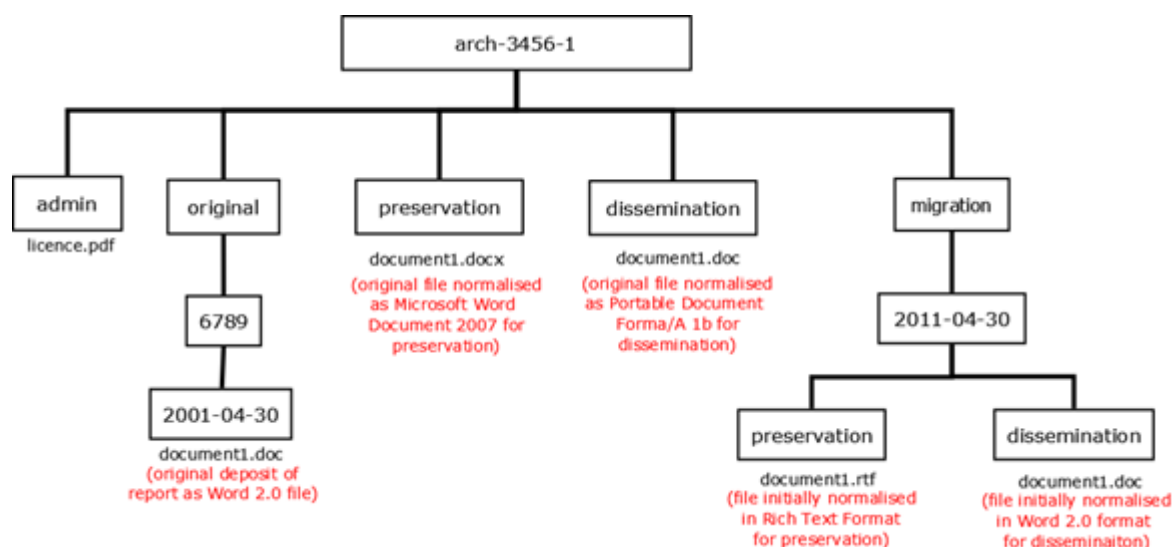 arch-3456-1
admin
licence.pdf
original
6789
2001-04-30
document1.doc
(original deposit of
report as Word 2.0 file)
preservation
document1.docx
(original file normalised
as Microsoft Word
Document 2007 for
preservation)
dissemination
document1.doc
(original file normalised
as Portable Document
Forma/A 1b for
dissemination)
migration
2011-04-30
preservation
document1.rtf
(file initially normalised
in Rich Text Format
for preservation)
dissemination
document1.doc
(file initially normalised
in Word 2.0 format
for disseminaiton)